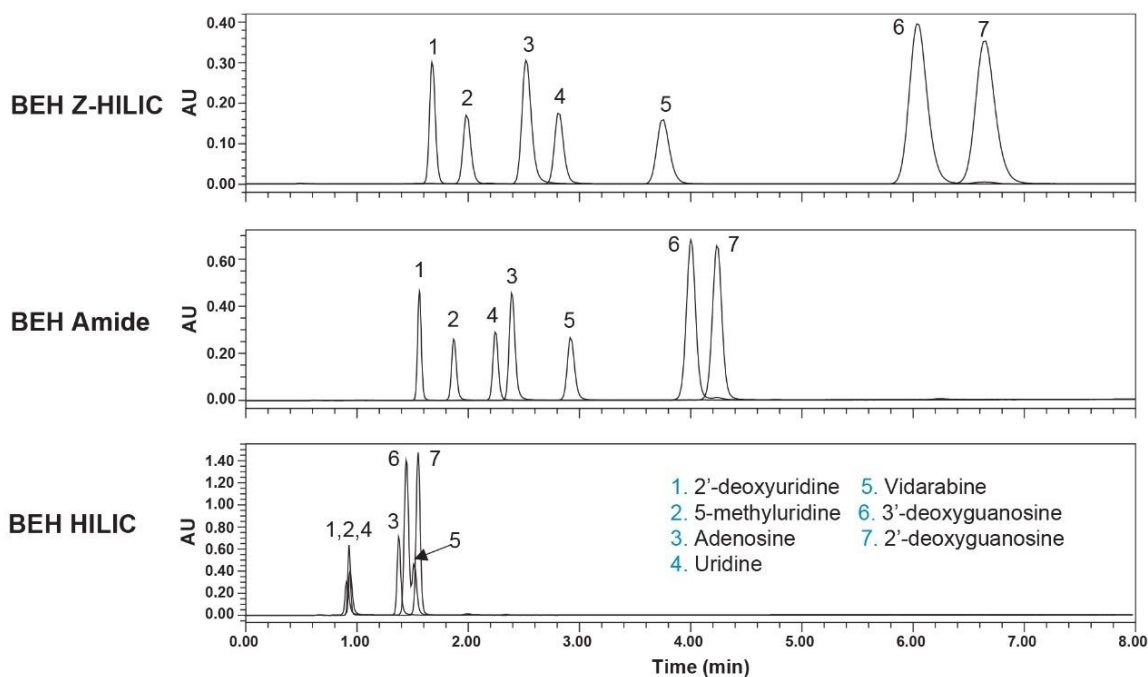 BEH Z-HILIC
AU
0.40
0.30
0.20
0.10
0.00
1
2
3
4
5
6
7
BEH Amide
AU
0.60
0.40
0.20
0.00
1
2
4
3
5
6
7
BEH HILIC
AU
1.40
1.20
1.00
0.80
0.60
0.40
0.20
0.00
1,2,4
3
6
7
5
1. 2’-deoxyuridine
2. 5-methyluridine
3. Adenosine
4. Uridine
5. Vidarabine
6. 3’-deoxyguanosine
7. 2’-deoxyguanosine
0.00 1.00 2.00 3.00 4.00 5.00 6.00 7.00 8.00
Time (min)